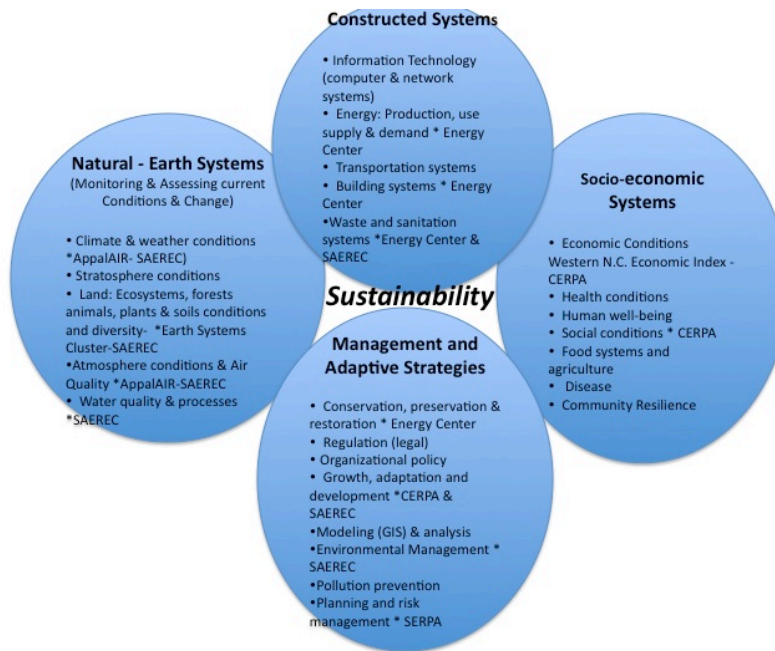 Constructed Systems
• Information Technology
(computer & network
systems)
• Energy: Production, use
supply & demand * Energy
Center
• Transportation systems
• Building systems * Energy
Center
•Waste and sanitation
systems *Energy Center &
SAEREC
Natural - Earth Systems
(Monitoring & Assessing current
Conditions & Change)
• Climate & weather conditions
*AppalAIR- SAEREC)
• Stratosphere conditions
• Land: Ecosystems, forests
animals, plants & soils conditions
and diversity- *Earth Systems
Cluster-SAEREC
•Atmosphere conditions & Air
Quality *AppalAIR-SAEREC
• Water quality & processes
*SAEREC
Socio-economic
Systems
• Economic Conditions
Western N.C. Economic Index -
CERPA
• Health conditions
• Human well-being
• Social conditions * CERPA
• Food systems and
agriculture
• Disease
• Community Resilience
Sustainability
Management and
Adaptive Strategies
• Conservation, preservation &
restoration * Energy Center
• Regulation (legal)
• Organizational policy
• Growth, adaptation and
development *CERPA &
SAEREC
•Modeling (GIS) & analysis
•Environmental Management *
SAEREC
•Pollution prevention
•Planning and risk
management * SERPA